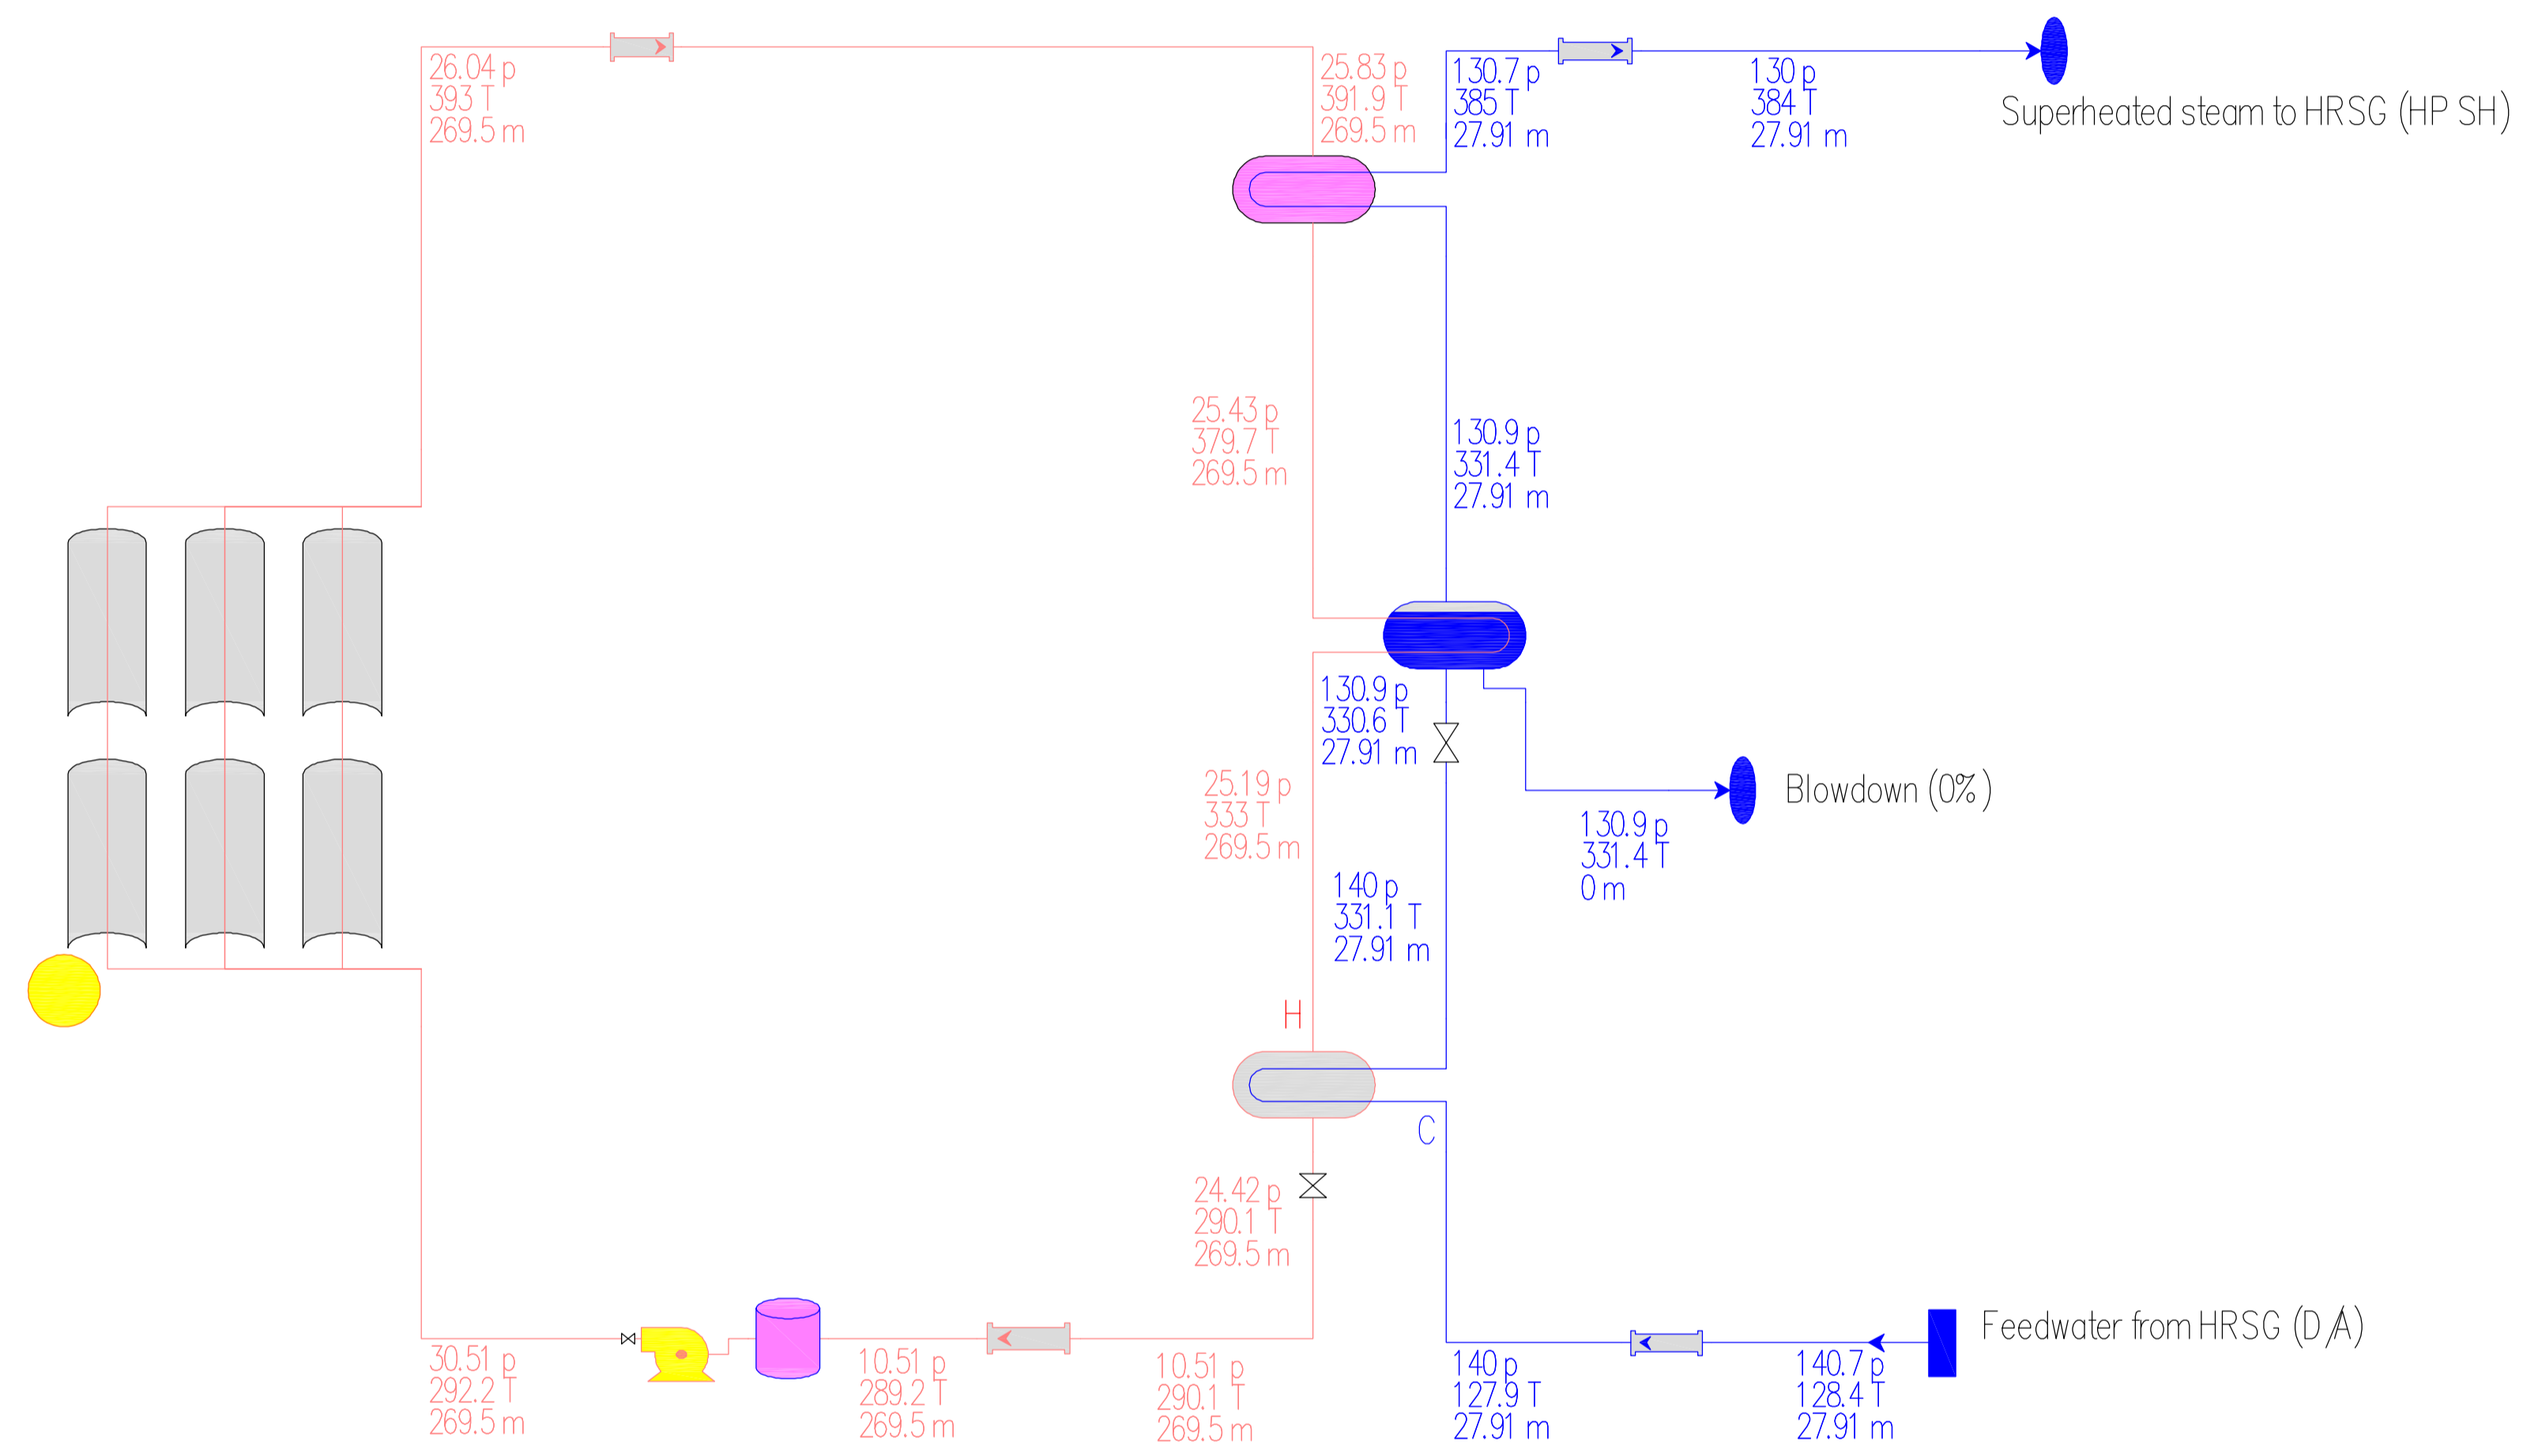 26.04 p
393 T
269.5 m
25.83 p
391.9 T
269.5 m
130.7 p
385 T
27.91 m
130 p
384 T
27.91 m
Superheated steam to HRSG (HP SH)
25.43 p
379.7 T
269.5 m
130.9 p
331.4 T
27.91 m
130.9 p
330.6 T
27.91 m
25.19 p
333 T
269.5 m
Blowdown (0%)
130.9 p
331.4 T
0 m
140 p
331.1 T
27.91 m
H
C
24.42 p
290.1 T
269.5 m
Feedwater from HRSG (D/A)
30.51 p
292.2 T
269.5 m
10.51 p
289.2 T
269.5 m
10.51 p
290.1 T
269.5 m
140 p
127.9 T
27.91 m
140.7 p
128.4 T
27.91 m